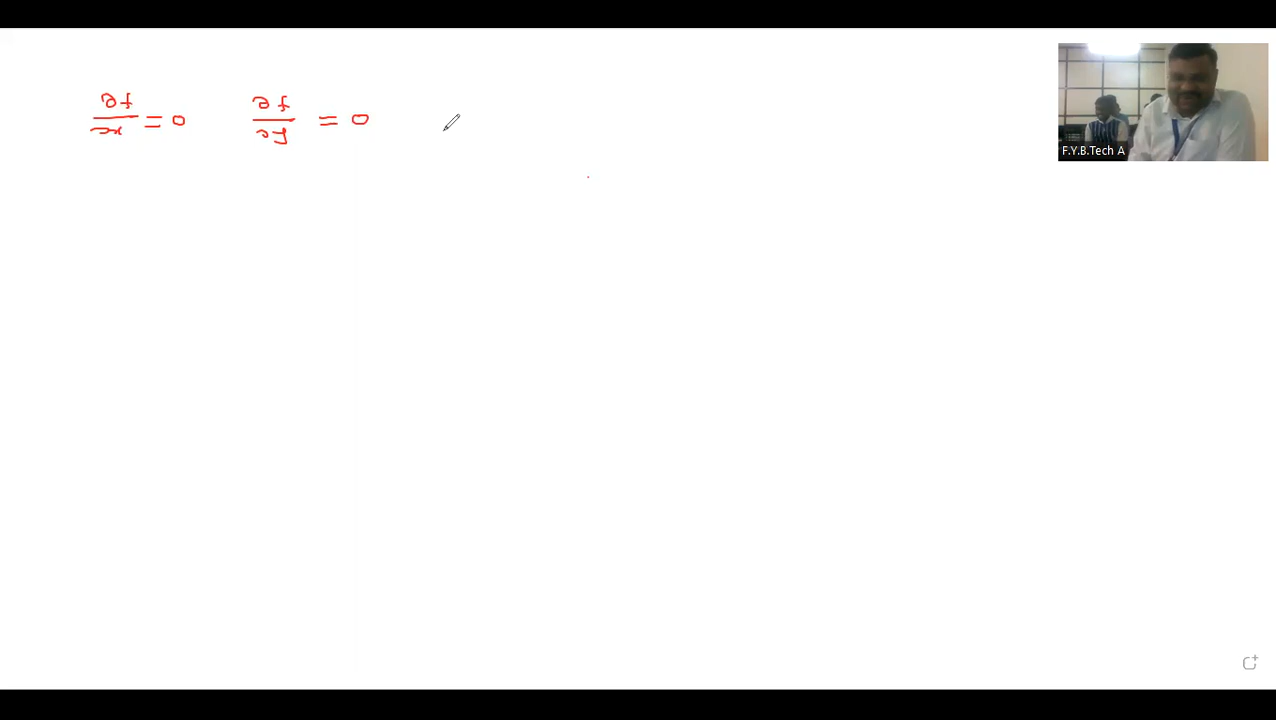 ∂f/∂x = 0   ∂f/∂y = 0
F.Y.B.Tech A